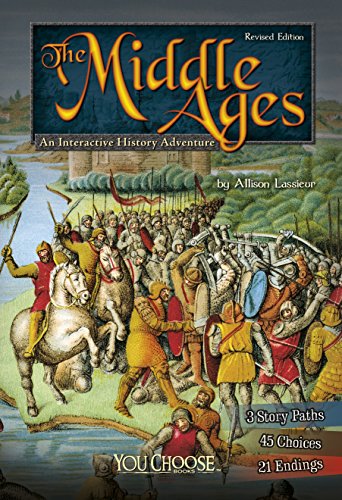 Revised Edition
The Middle
Ages
An Interactive History Adventure
by Allison Lassieur
3 Story Paths
45 Choices
21 Endings
YOU CHOOSE™
BOOKS